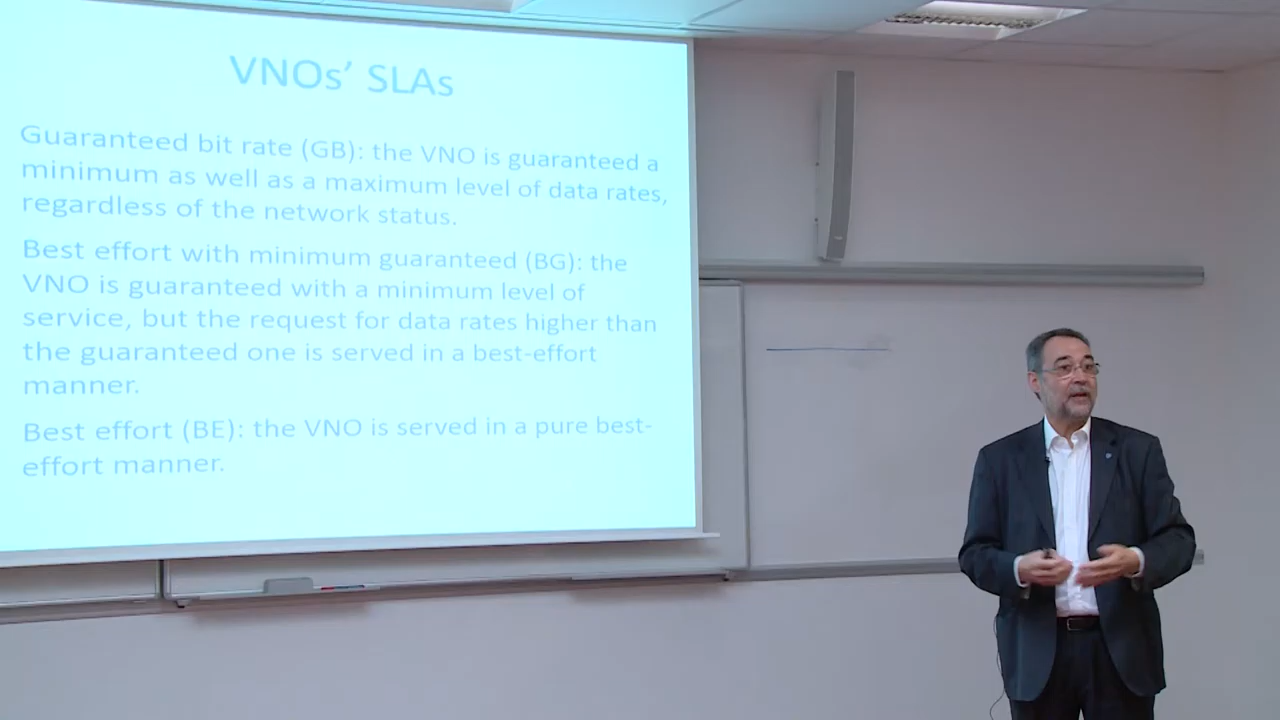 VNOs’ SLAs
Guaranteed bit rate (GB): the VNO is guaranteed a
minimum as well as a maximum level of data rates,
regardless of the network status.
Best effort with minimum guaranteed (BG): the
VNO is guaranteed with a minimum level of
service, but the request for data rates higher than
the guaranteed one is served in a best-effort
manner.
Best effort (BE): the VNO is served in a pure best-
effort manner.